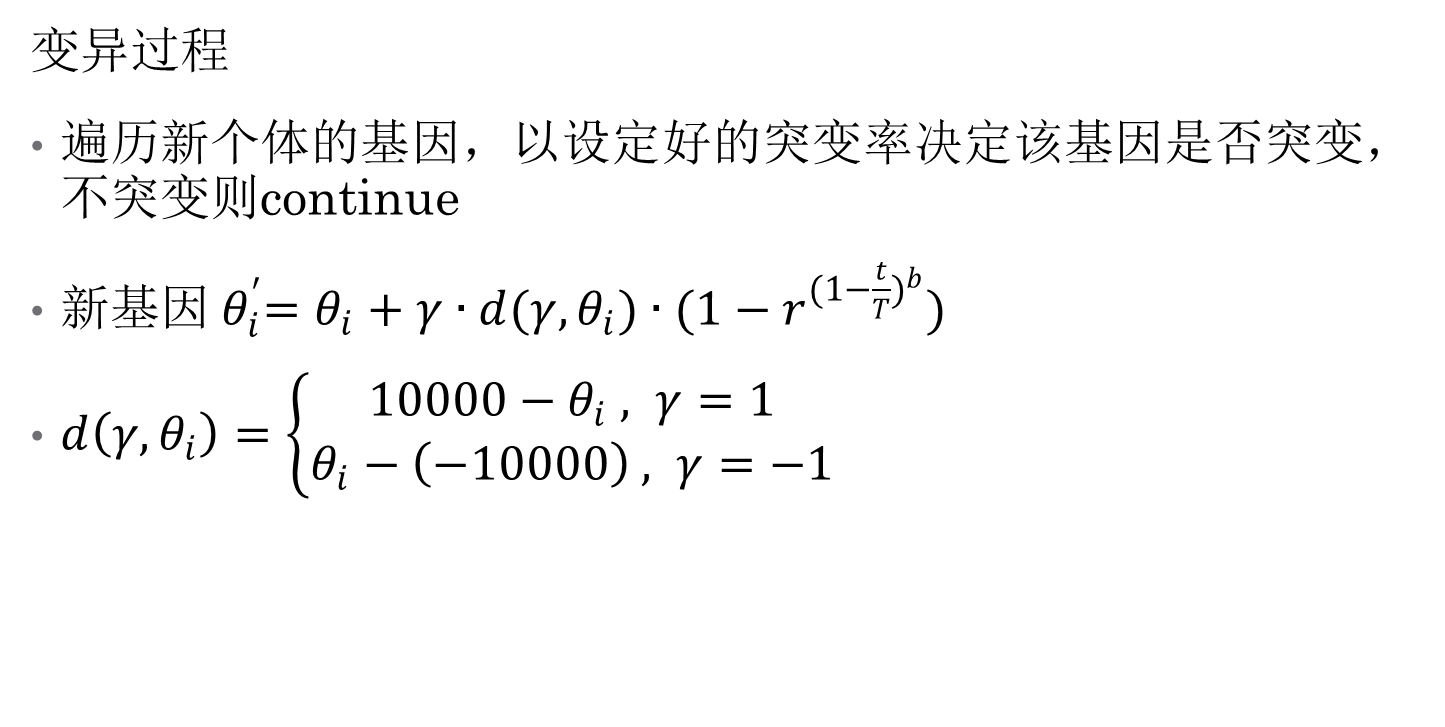 变异过程
• 遍历新个体的基因，以设定好的突变率决定该基因是否突变，
不突变则continue
• 新基因 θ_i′= θ_i + γ · d(γ, θ_i) · (1 − r^{(1−\frac{t}{T})^b})
• d(γ, θ_i) = { 10000 − θ_i , γ = 1
θ_i − (−10000) , γ = −1